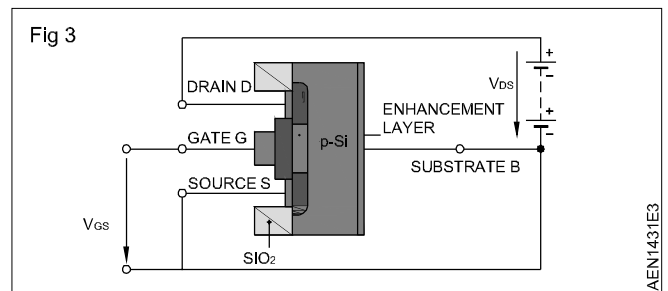 Fig 3
DRAIN D
GATE G
SOURCE S
VGS
SIO2
p-Si
ENHANCEMENT
LAYER
SUBSTRATE B
VDS
+
-
+
-
AEN1431E3